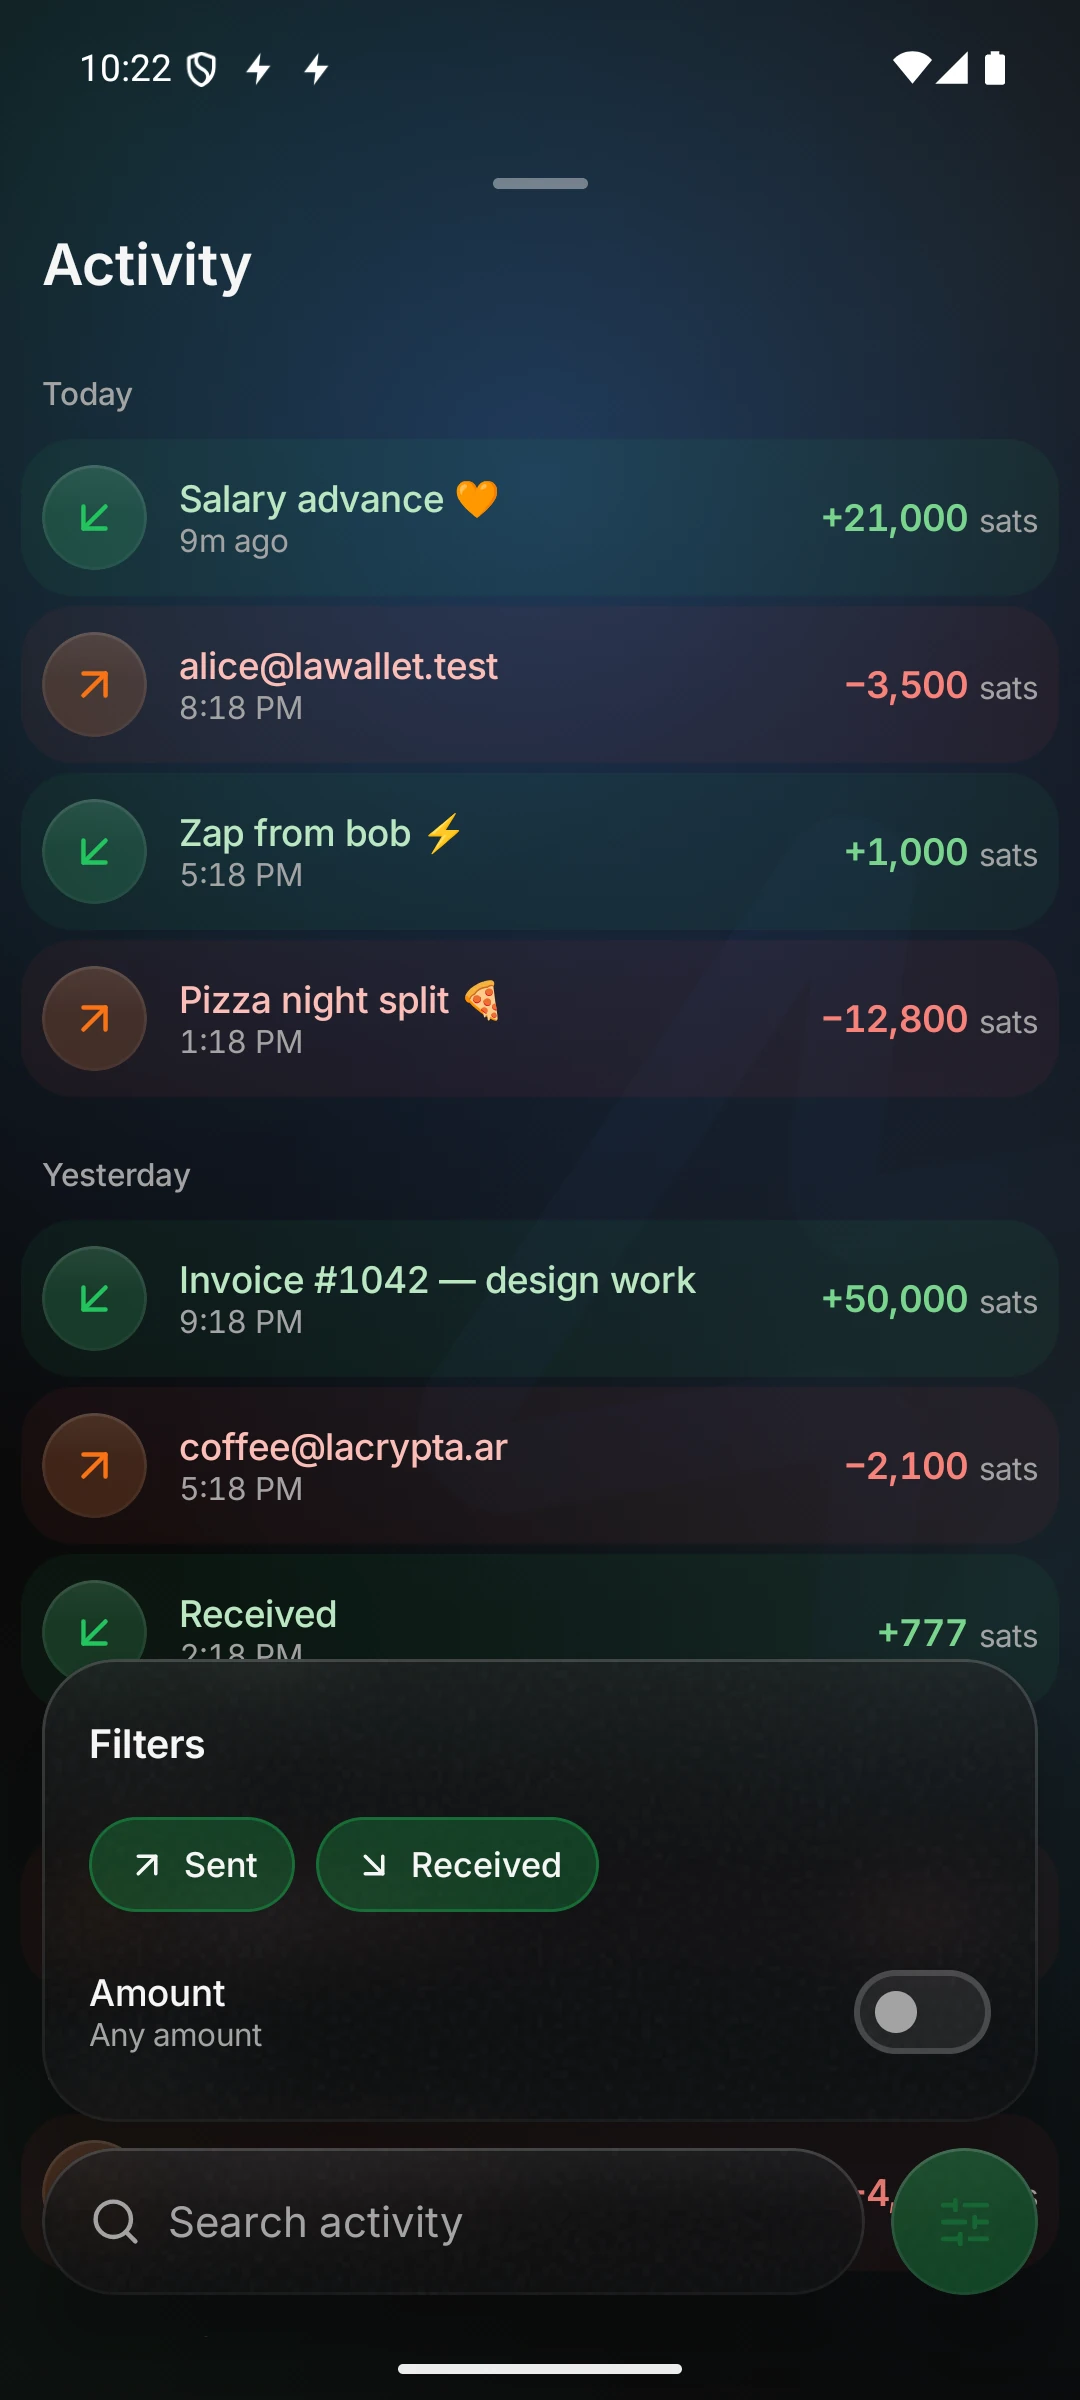 10:22
Activity
Today
Salary advance 🧡
9m ago
+21,000 sats
alice@lawallet.test
8:18 PM
−3,500 sats
Zap from bob ⚡
5:18 PM
+1,000 sats
Pizza night split 🍕
1:18 PM
−12,800 sats
Yesterday
Invoice #1042 — design work
9:18 PM
+50,000 sats
coffee@lacrypta.ar
5:18 PM
−2,100 sats
Received
2:18 PM
+777 sats
Filters
Sent
Received
Amount
Any amount
Search activity